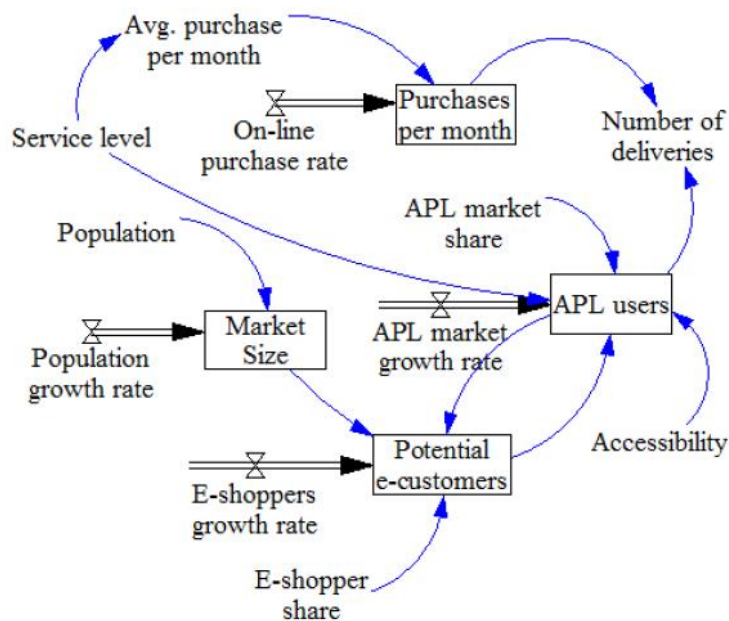 Avg. purchase
per month
Purchases
per month
On-line
purchase rate
Number of
deliveries
Service level
APL market
share
Population
APL users
Market
Size
APL market
growth rate
Population
growth rate
Accessibility
Potential
e-customers
E-shoppers
growth rate
E-shopper
share